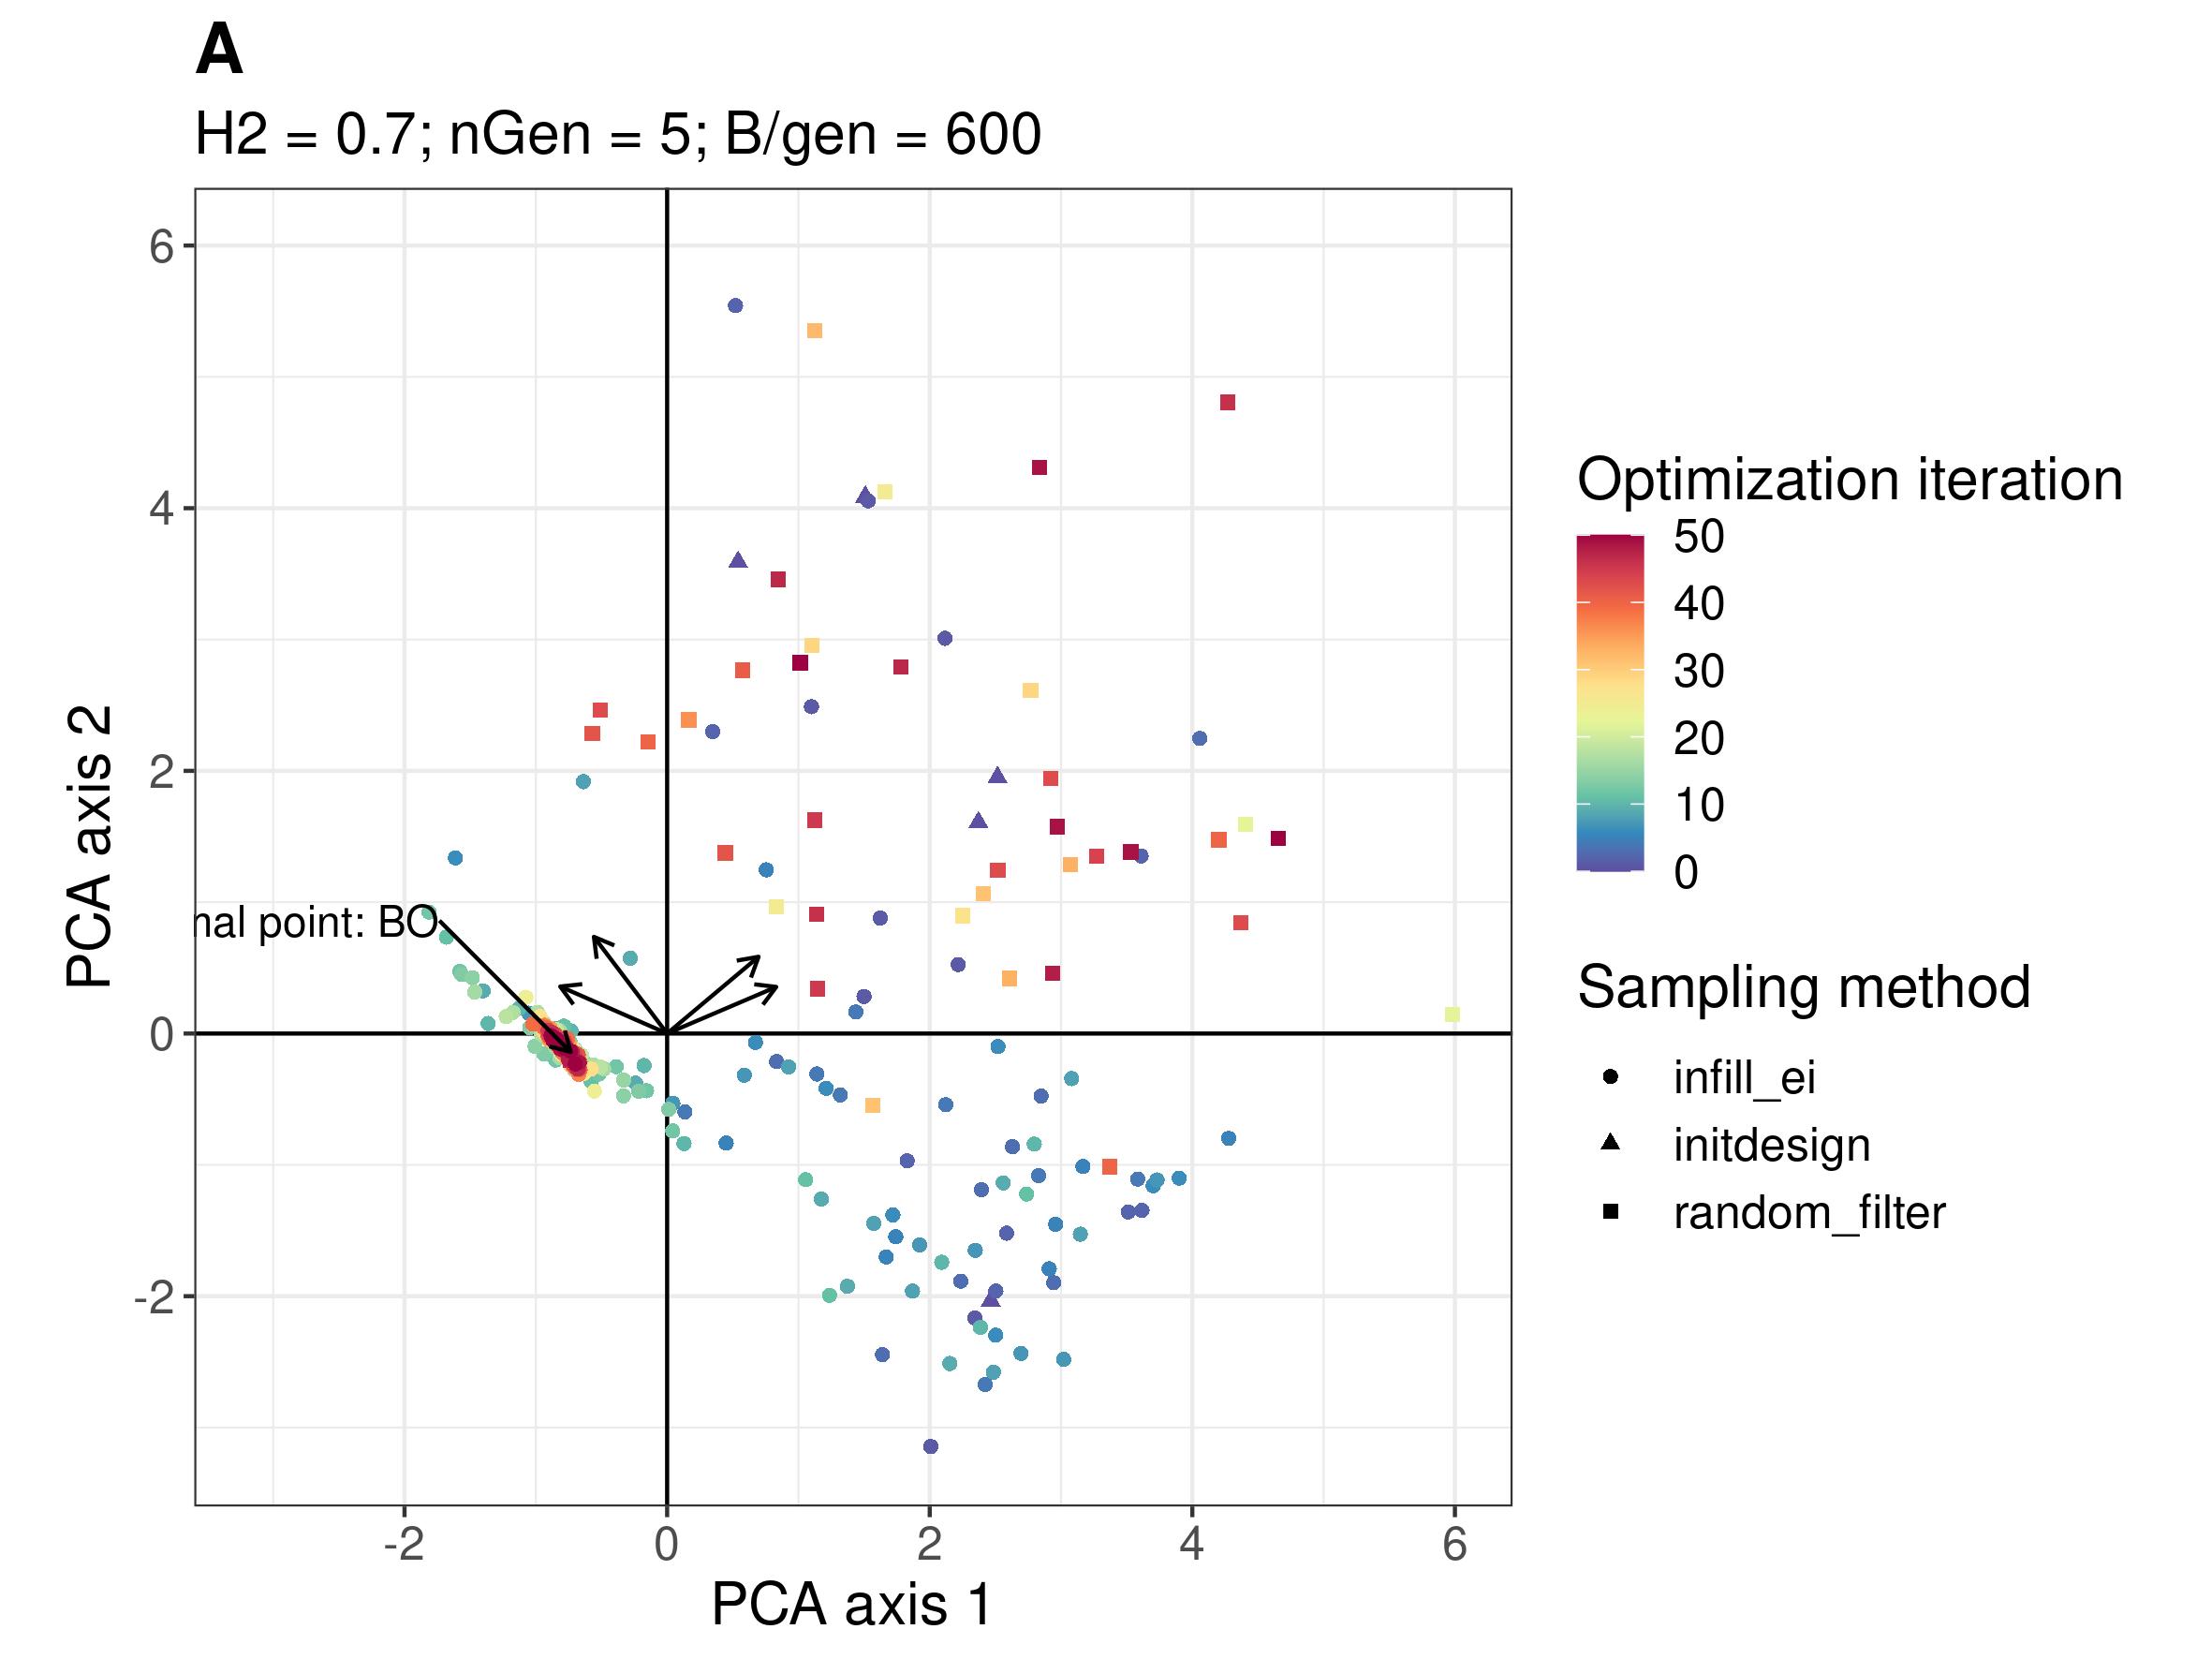 A
H2 = 0.7; nGen = 5; B/gen = 600
6
4
2
0
-2
PCA axis 2
nal point: BO
-2 0 2 4 6
PCA axis 1
Optimization iteration
50
40
30
20
10
0
Sampling method
infill_ei
initdesign
random_filter